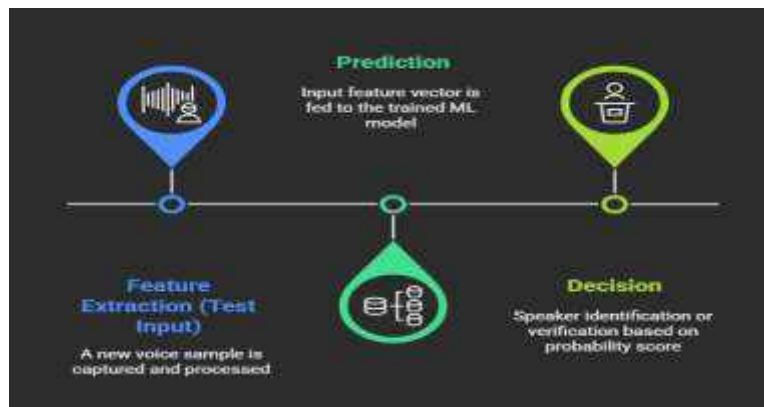 Prediction
Input feature vector is
fed to the trained ML
model
Feature
Extraction (Test
Input)
A new voice sample is
captured and processed
Decision
Speaker identification or
verification based on
probability score